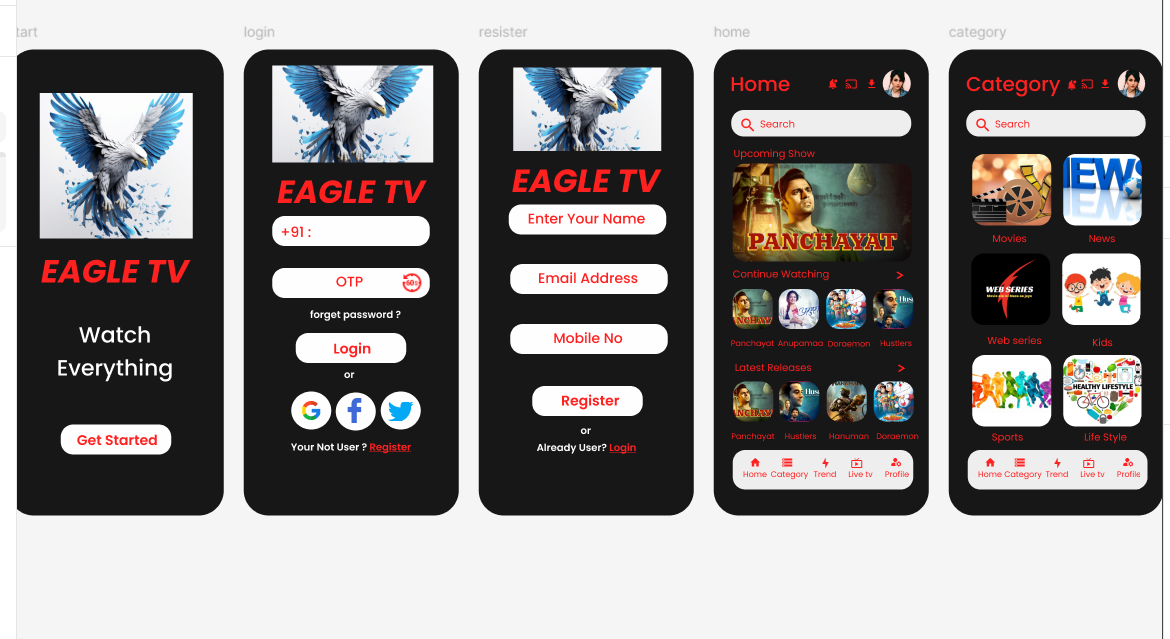 tart
login
resister
home
category
EAGLE TV
Watch
Everything
Get Started
EAGLE TV
+91 :
OTP
60s
forgot password ?
Login
or
Your Not User ? Register
EAGLE TV
Enter Your Name
Email Address
Mobile No
Register
or
Already User? Login
Home
Search
Upcoming Show
PANCHAYAT
Continue Watching >
Panchayat Anupamaa Doraemon Hustlers
Latest Releases >
Panchayat Hustlers Hanuman Doraemon
Home Category Trend Live tv Profile
Category
Search
NEWS
Movies News
WEB SERIES
Web series Kids
HEALTHY LIFESTYLE
Sports Life Style
Home Category Trend Live tv Profile